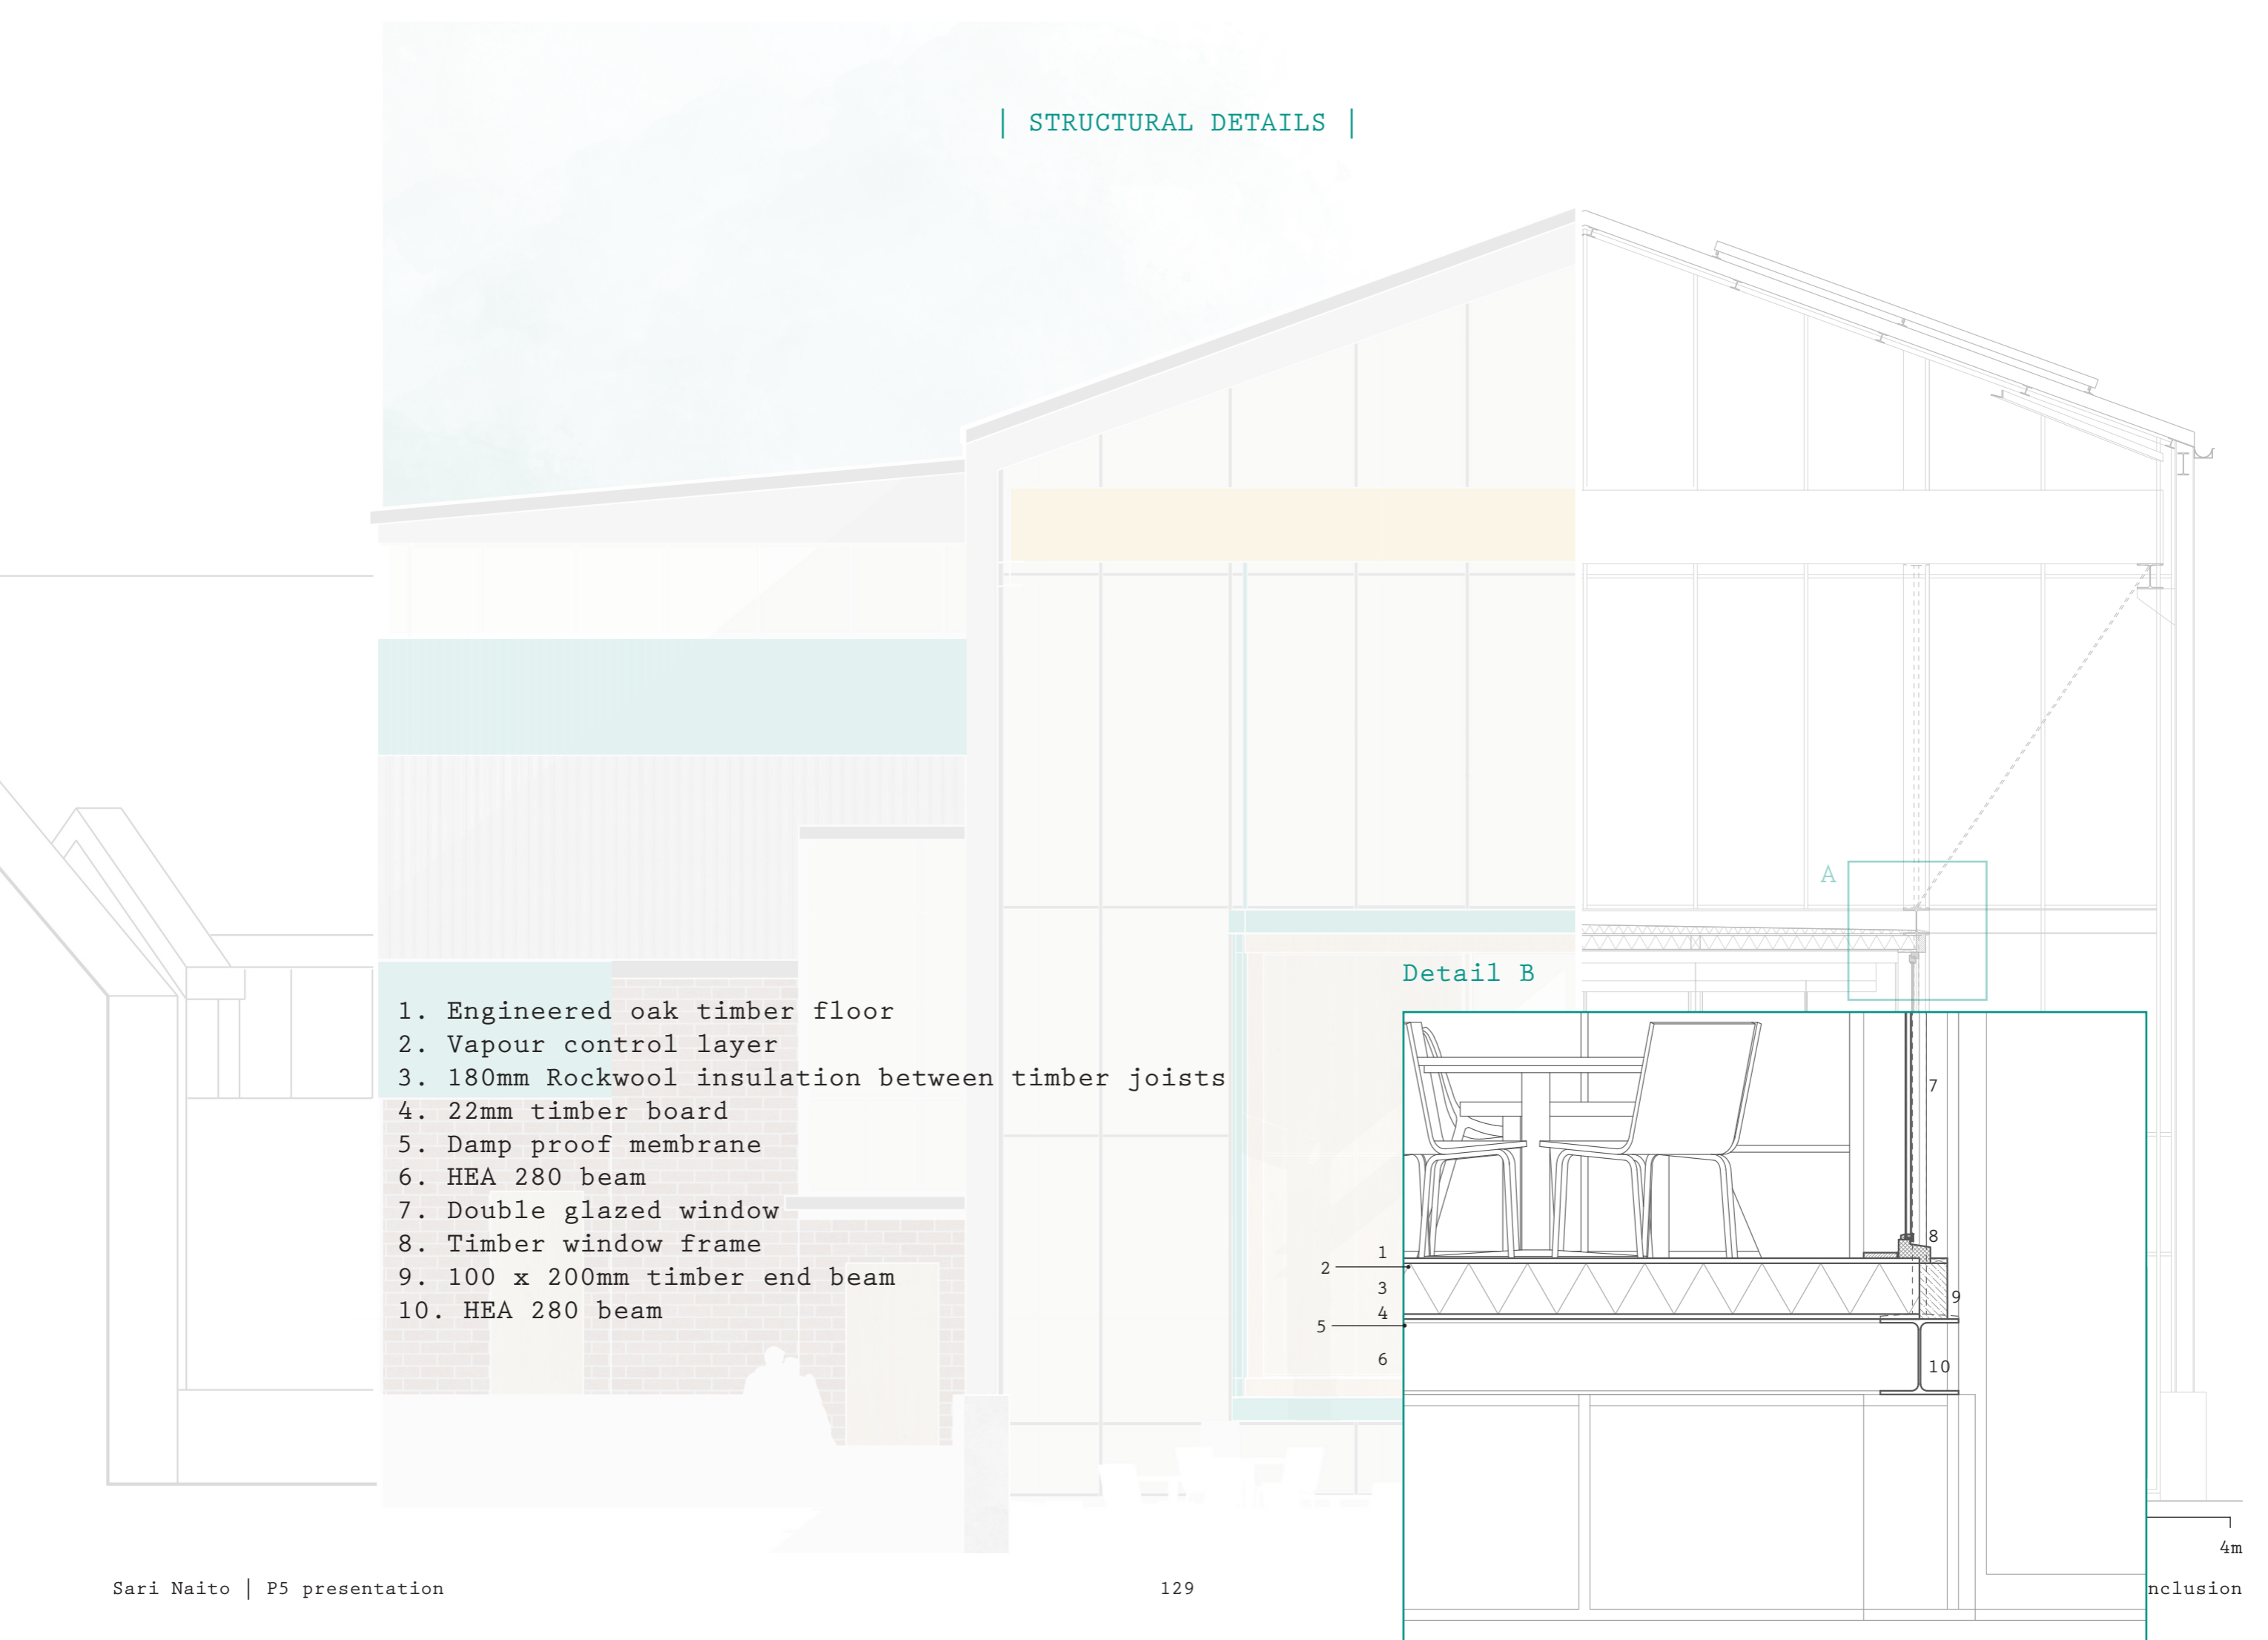 | STRUCTURAL DETAILS |
A
Detail B
1. Engineered oak timber floor
2. Vapour control layer
3. 180mm Rockwool insulation between timber joists
4. 22mm timber board
5. Damp proof membrane
6. HEA 280 beam
7. Double glazed window
8. Timber window frame
9. 100 x 200mm timber end beam
10. HEA 280 beam
7
8
1
2
3
9
4
5
6
10
4m
Sari Naito | P5 presentation
129
nclusion